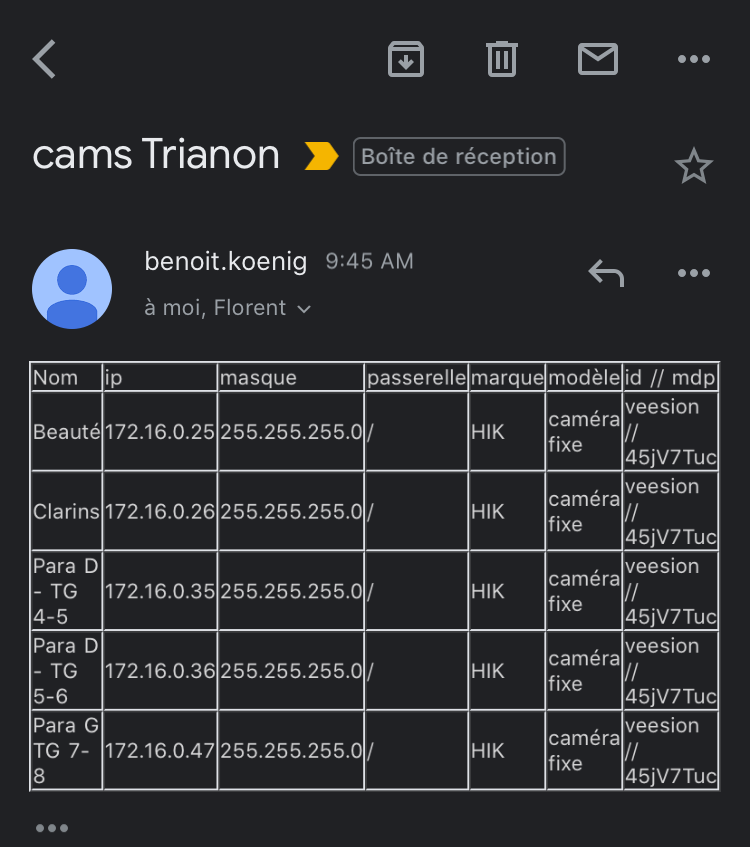 cams Trianon Boîte de réception
benoit.koenig 9:45 AM
à moi, Florent
Nom ip masque passerelle marque modèle id // mdp
Beauté 172.16.0.25 255.255.255.0 / HIK caméra fixe veesion // 45jV7Tuc
Clarins 172.16.0.26 255.255.255.0 / HIK caméra fixe veesion // 45jV7Tuc
Para D - TG 4-5 172.16.0.35 255.255.255.0 / HIK caméra fixe veesion // 45jV7Tuc
Para D - TG 5-6 172.16.0.36 255.255.255.0 / HIK caméra fixe veesion // 45jV7Tuc
Para G TG 7-8 172.16.0.47 255.255.255.0 / HIK caméra fixe veesion // 45jV7Tuc